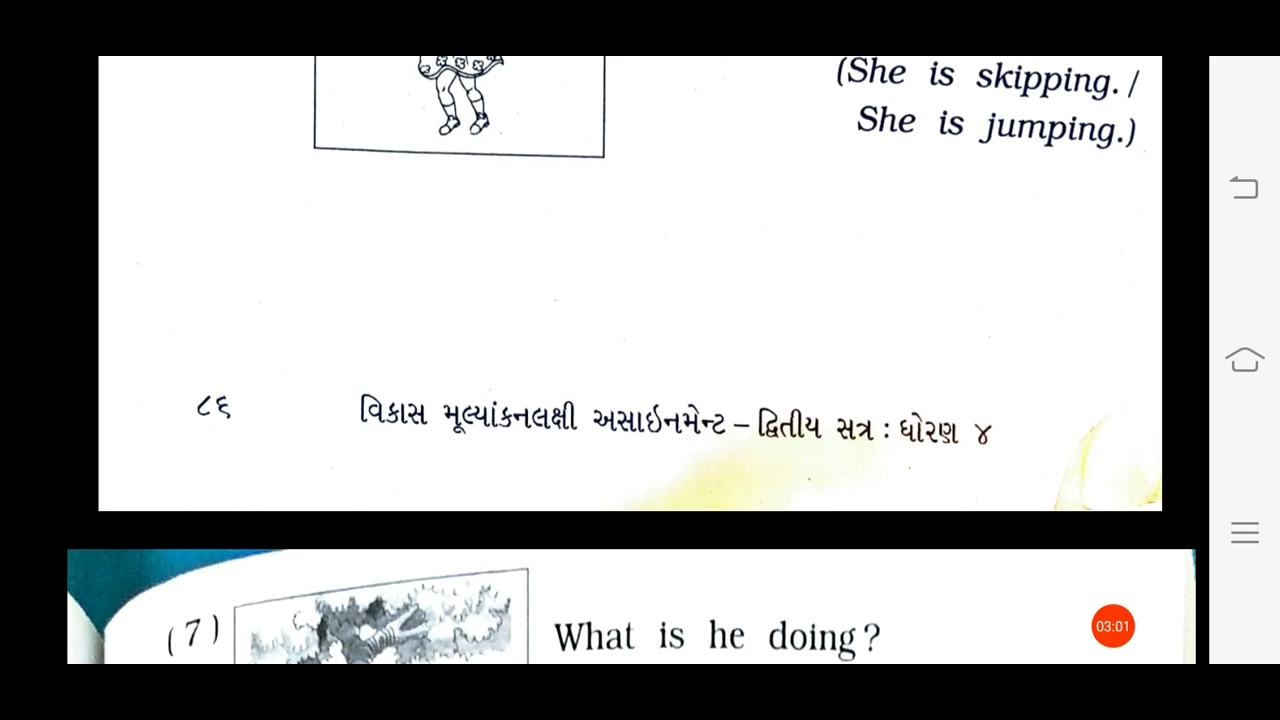 (She is skipping. /
She is jumping.)
૮૬ વિકાસ મૂલ્યાંકનલક્ષી અસાઇનમેન્ટ – દ્વિતીય સત્ર : ધોરણ ૪
(7) What is he doing?
03:01